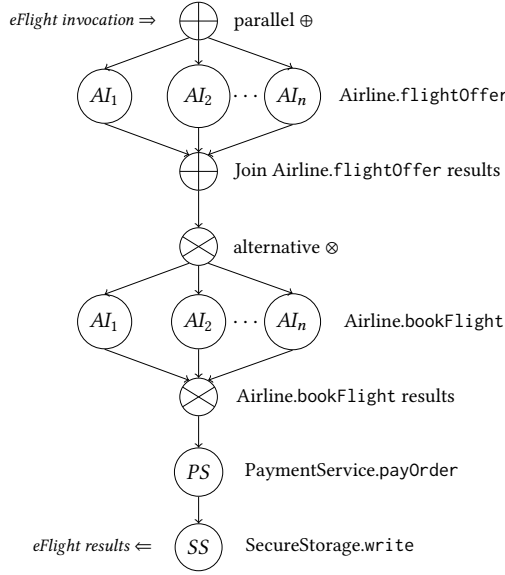 eFlight invocation ⇒ parallel ⊕
AI₁ AI₂ ··· AIₙ Airline.flightOffer
Join Airline.flightOffer results
alternative ⊗
AI₁ AI₂ ··· AIₙ Airline.bookFlight
Airline.bookFlight results
PS PaymentService.payOrder
eFlight results ⇐ SS SecureStorage.write